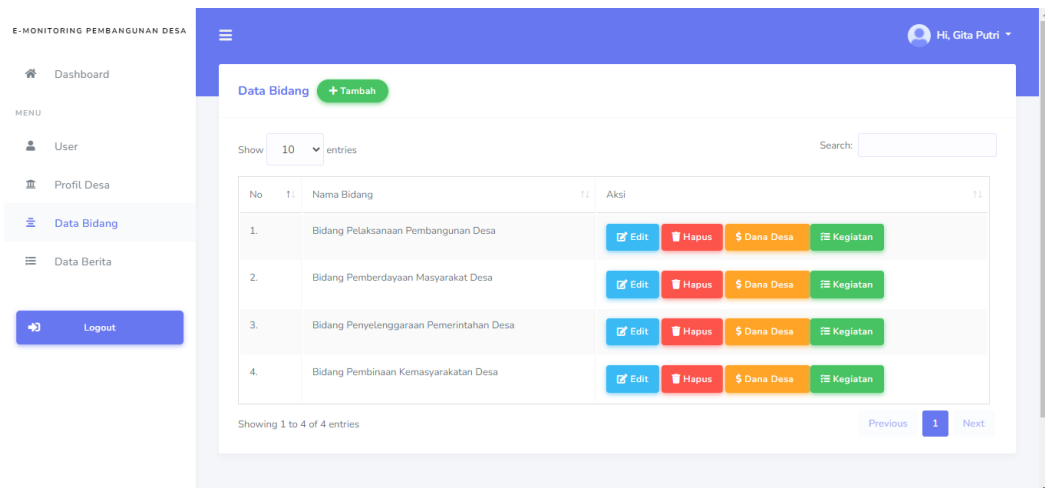 E-MONITORING PEMBANGUNAN DESA
Hi, Gita Putri
Dashboard
MENU
User
Profil Desa
Data Bidang
Data Berita
Logout
Data Bidang + Tambah
Show 10 entries Search:
No Nama Bidang Aksi
1. Bidang Pelaksanaan Pembangunan Desa Edit Hapus $ Dana Desa Kegiatan
2. Bidang Pemberdayaan Masyarakat Desa Edit Hapus $ Dana Desa Kegiatan
3. Bidang Penyelenggaraan Pemerintahan Desa Edit Hapus $ Dana Desa Kegiatan
4. Bidang Pembinaan Kemasyarakatan Desa Edit Hapus $ Dana Desa Kegiatan
Showing 1 to 4 of 4 entries Previous 1 Next